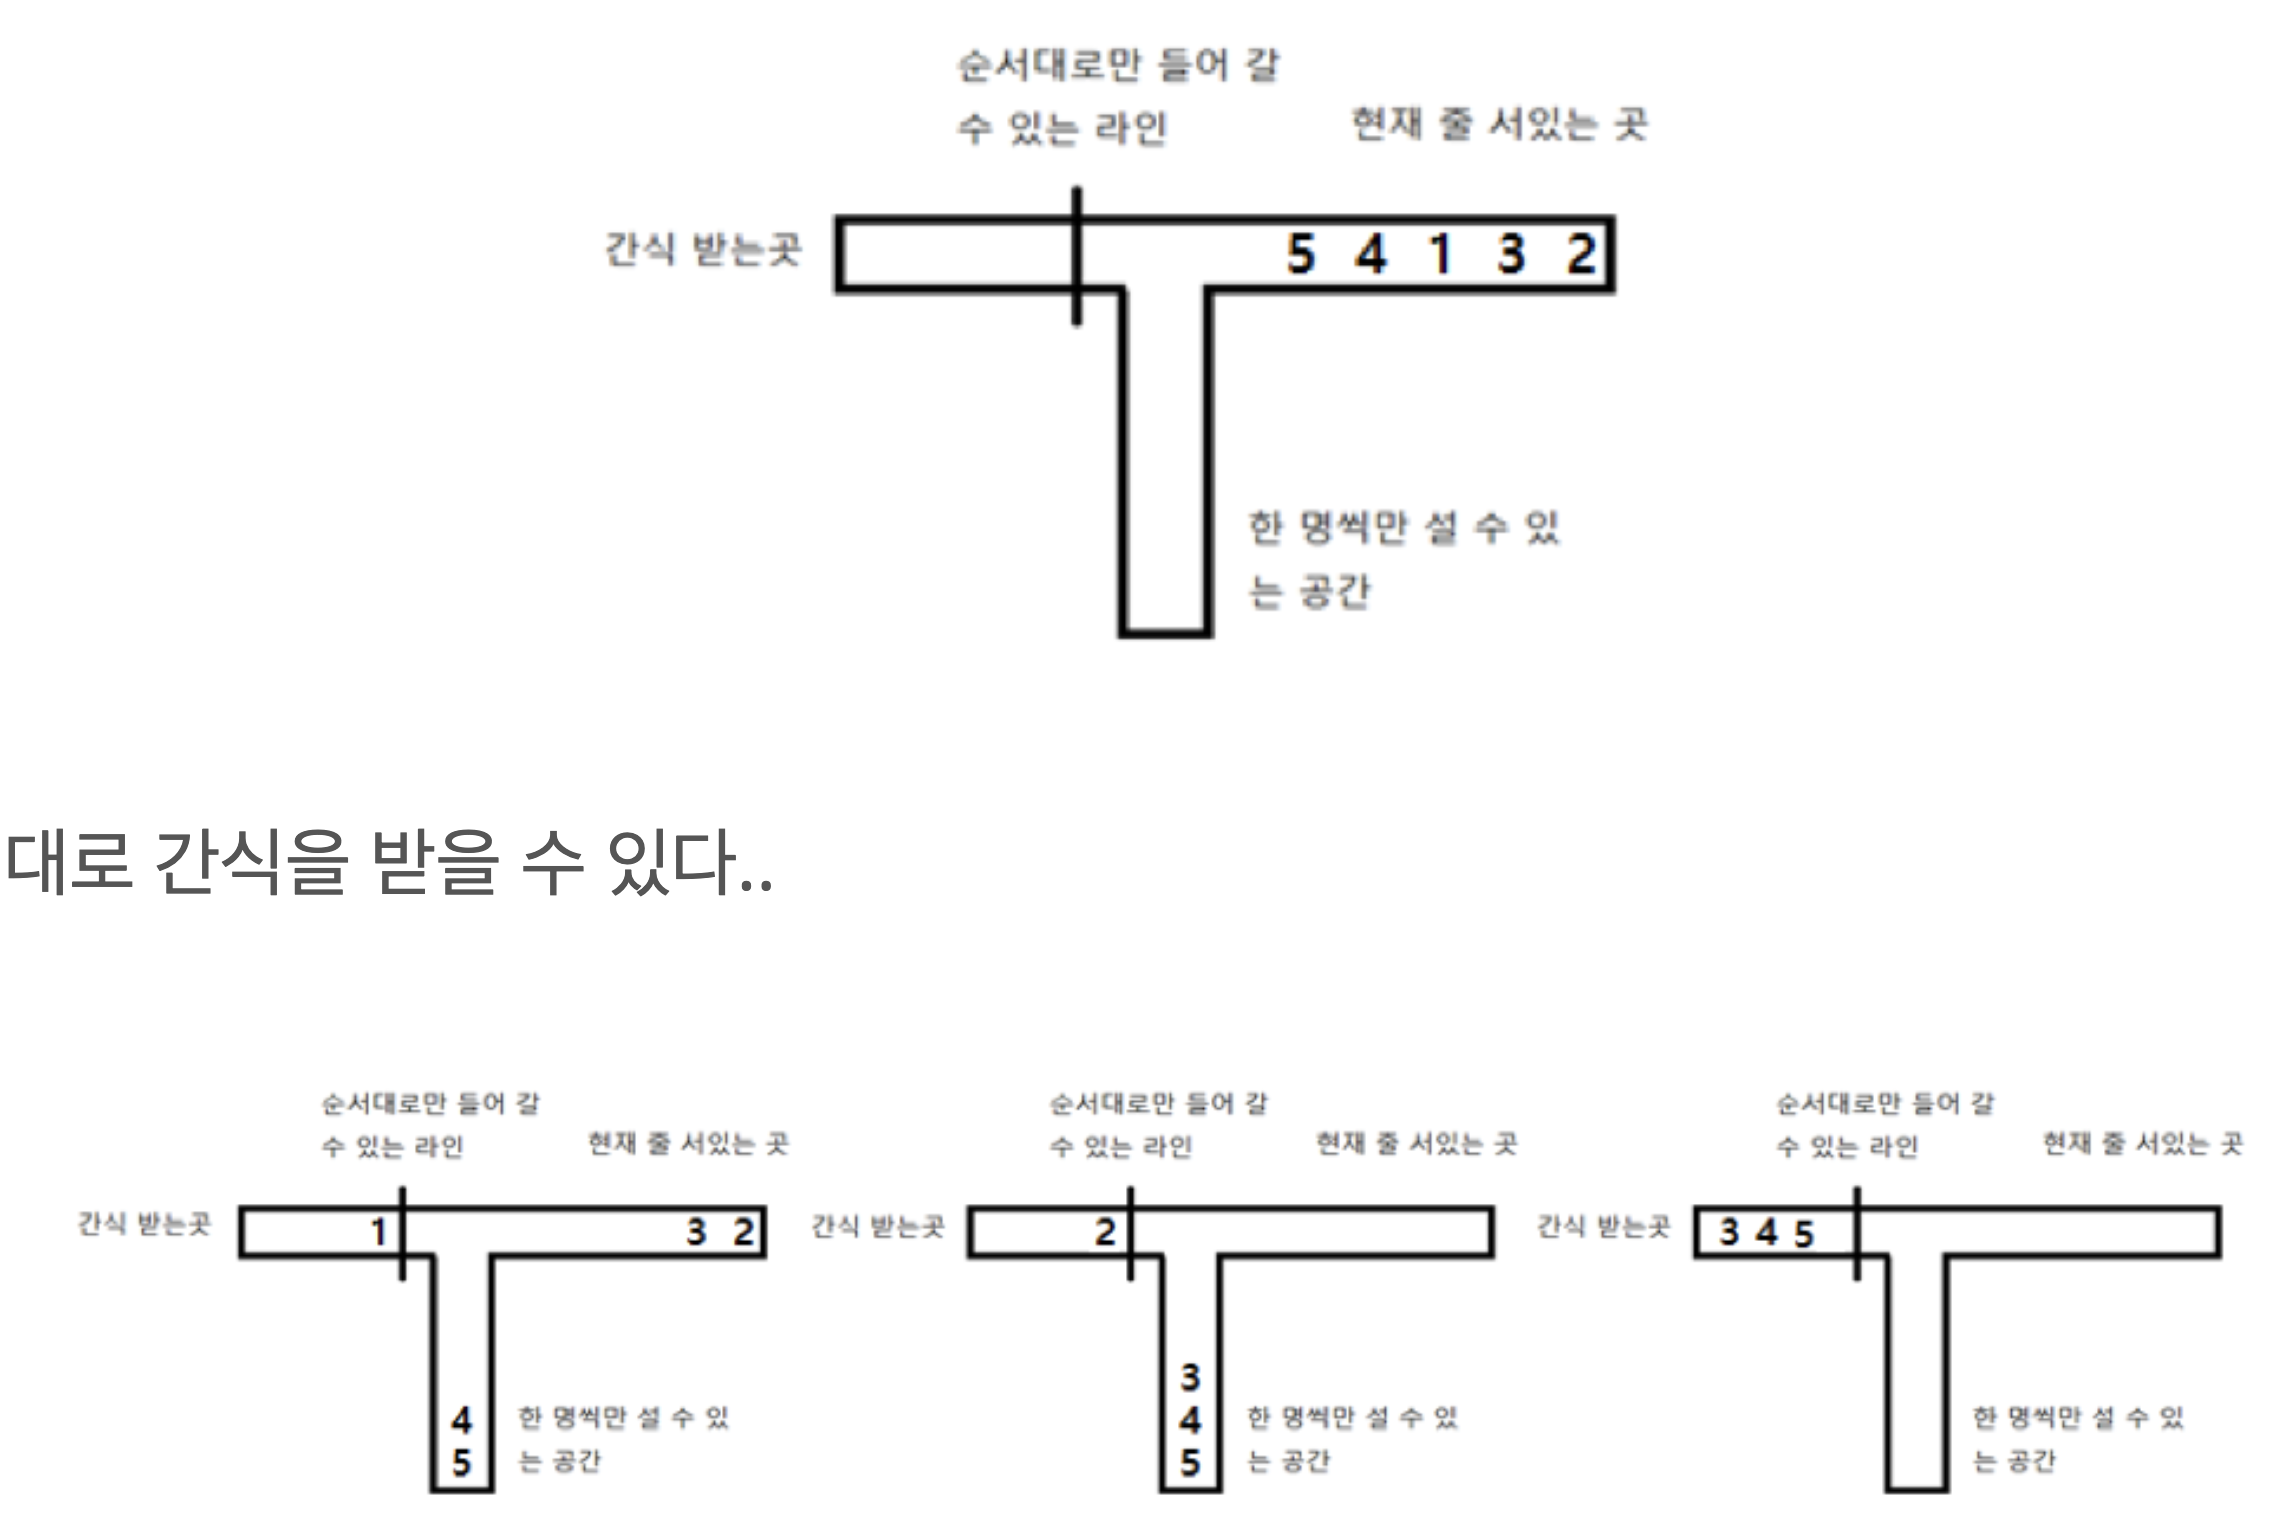 순서대로만 들어 갈
수 있는 라인
현재 줄 서있는 곳
간식 받는곳
5 4 1 3 2
한 명씩만 설 수 있
는 공간
대로 간식을 받을 수 있다..
순서대로만 들어 갈
수 있는 라인
현재 줄 서있는 곳
간식 받는곳
1
3 2
4
5
한 명씩만 설 수 있
는 공간
순서대로만 들어 갈
수 있는 라인
현재 줄 서있는 곳
간식 받는곳
2
3
4
5
한 명씩만 설 수 있
는 공간
순서대로만 들어 갈
수 있는 라인
현재 줄 서있는 곳
간식 받는곳
3 4 5
한 명씩만 설 수 있
는 공간